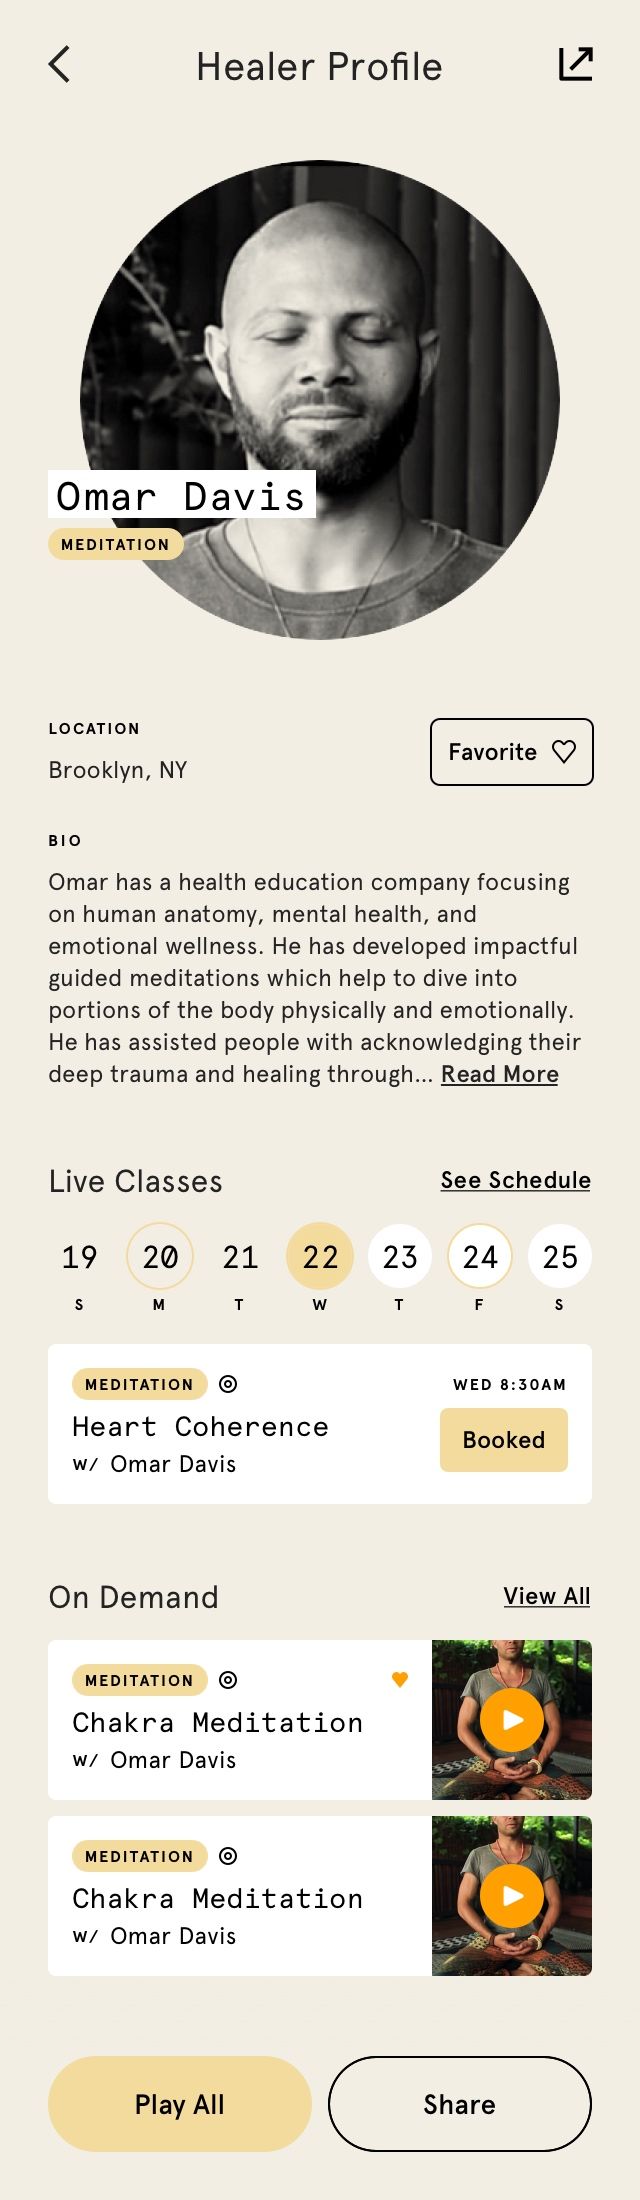 Healer Profile
Omar Davis
MEDITATION
LOCATION
Brooklyn, NY
Favorite
BIO
Omar has a health education company focusing
on human anatomy, mental health, and
emotional wellness. He has developed impactful
guided meditations which help to dive into
portions of the body physically and emotionally.
He has assisted people with acknowledging their
deep trauma and healing through... Read More
Live Classes See Schedule
19 20 21 22 23 24 25
S M T W T F S
MEDITATION WED 8:30AM
Heart Coherence
w/ Omar Davis
Booked
On Demand View All
MEDITATION
Chakra Meditation
w/ Omar Davis
MEDITATION
Chakra Meditation
w/ Omar Davis
Play All Share